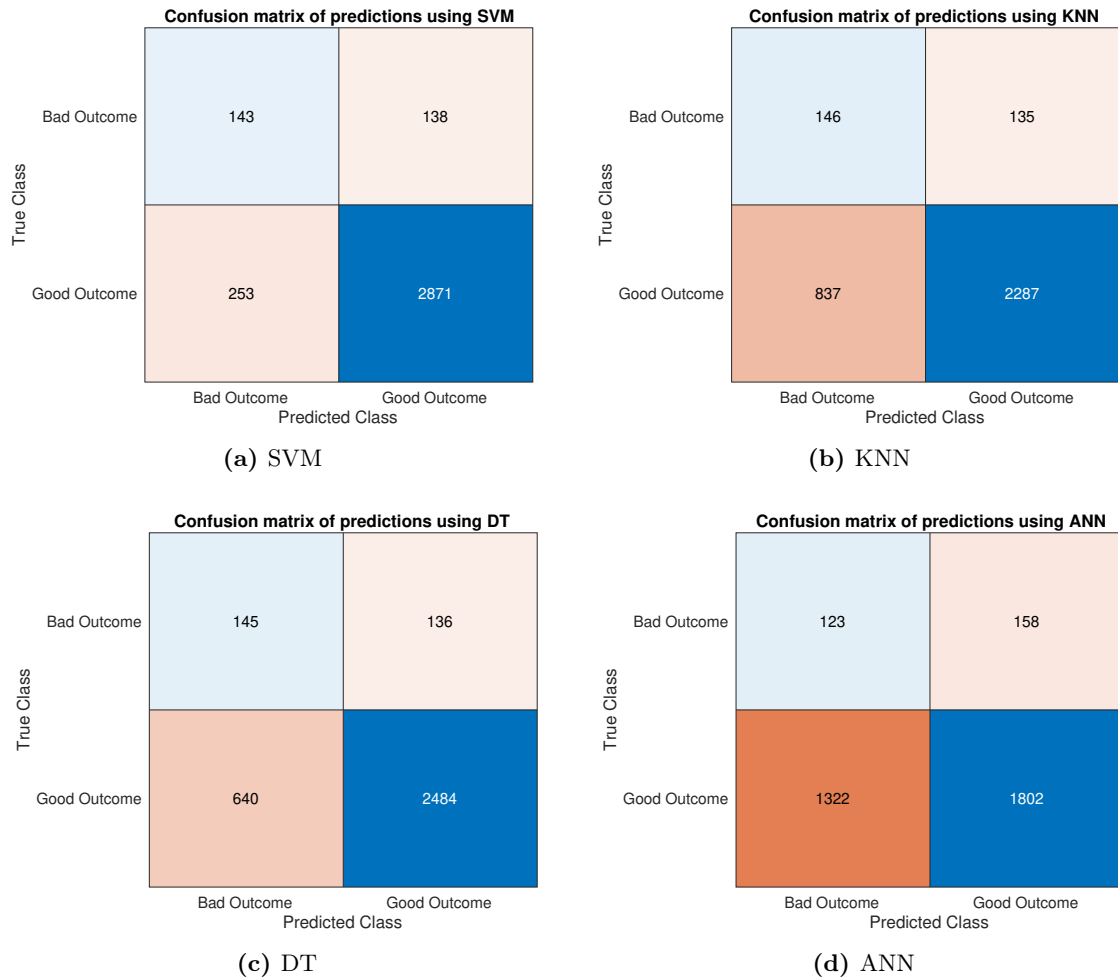 Confusion matrix of predictions using SVM
Bad Outcome
143
138
Good Outcome
253
2871
True Class
Bad Outcome
Good Outcome
Predicted Class
(a) SVM
Confusion matrix of predictions using KNN
Bad Outcome
146
135
Good Outcome
837
2287
True Class
Bad Outcome
Good Outcome
Predicted Class
(b) KNN
Confusion matrix of predictions using DT
Bad Outcome
145
136
Good Outcome
640
2484
True Class
Bad Outcome
Good Outcome
Predicted Class
(c) DT
Confusion matrix of predictions using ANN
Bad Outcome
123
158
Good Outcome
1322
1802
True Class
Bad Outcome
Good Outcome
Predicted Class
(d) ANN